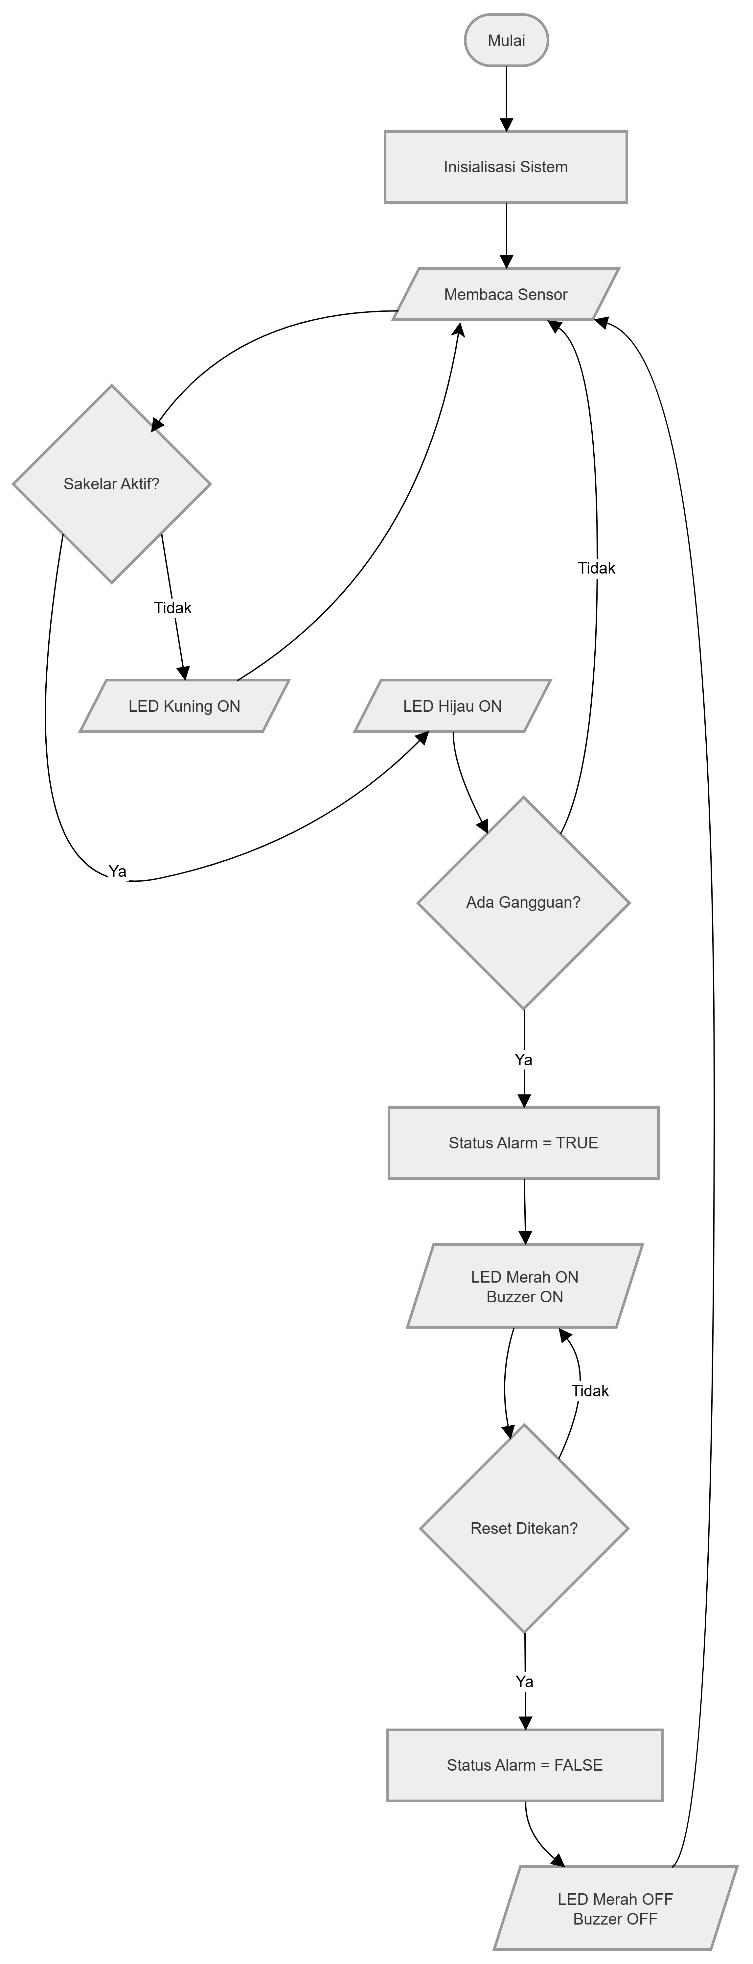 Mulai
Inisialisasi Sistem
Membaca Sensor
Sakelar Aktif?
Tidak
Tidak
LED Kuning ON
LED Hijau ON
Ya
Ada Gangguan?
Ya
Status Alarm = TRUE
LED Merah ON
Buzzer ON
Tidak
Reset Ditekan?
Ya
Status Alarm = FALSE
LED Merah OFF
Buzzer OFF